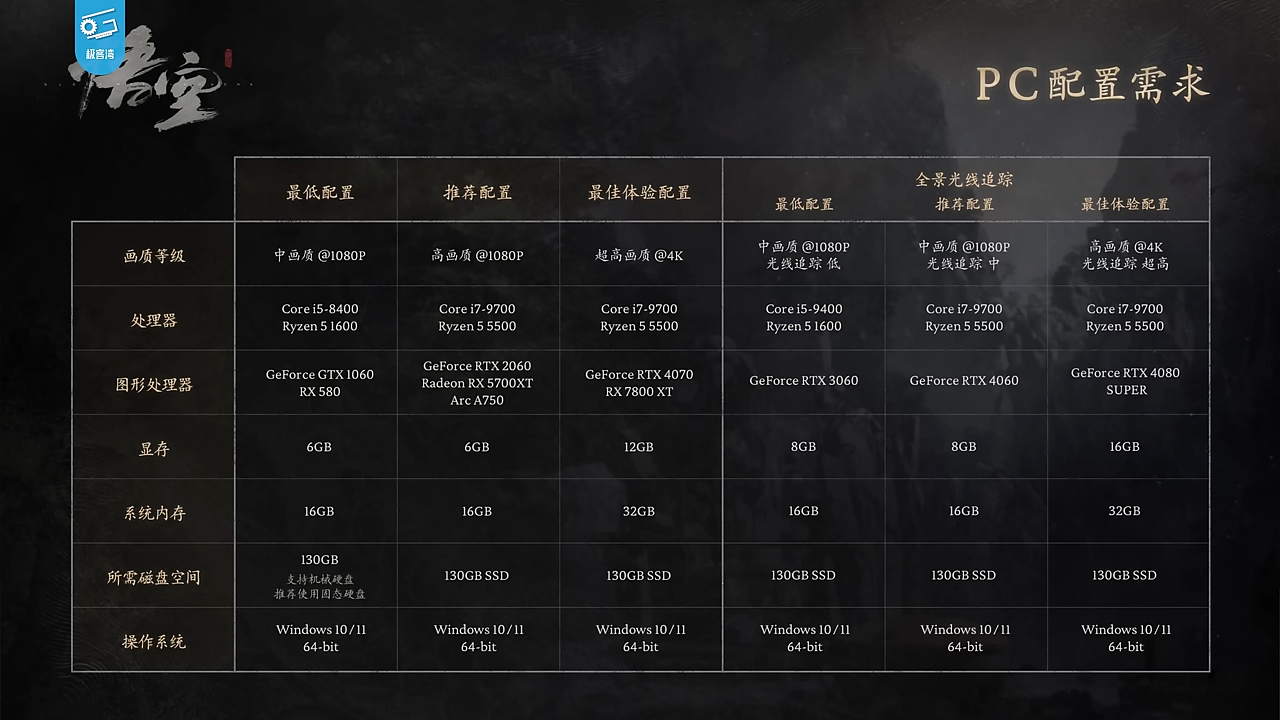 极客湾
悟空
PC配置需求
最低配置
推荐配置
最佳体验配置
全景光线追踪
最低配置
推荐配置
最佳体验配置
画质等级
中画质 @1080P
高画质 @1080P
超高画质 @4K
中画质 @1080P
光线追踪 低
中画质 @1080P
光线追踪 中
高画质 @4K
光线追踪 超高
处理器
Core i5-8400
Ryzen 5 1600
Core i7-9700
Ryzen 5 5500
Core i7-9700
Ryzen 5 5500
Core i5-9400
Ryzen 5 1600
Core i7-9700
Ryzen 5 5500
Core i7-9700
Ryzen 5 5500
图形处理器
GeForce GTX 1060
RX 580
GeForce RTX 2060
Radeon RX 5700XT
Arc A750
GeForce RTX 4070
RX 7800 XT
GeForce RTX 3060
GeForce RTX 4060
GeForce RTX 4080
SUPER
显存
6GB
6GB
12GB
8GB
8GB
16GB
系统内存
16GB
16GB
32GB
16GB
16GB
32GB
所需磁盘空间
130GB
支持机械硬盘
推荐使用固态硬盘
130GB SSD
130GB SSD
130GB SSD
130GB SSD
130GB SSD
操作系统
Windows 10/11
64-bit
Windows 10/11
64-bit
Windows 10/11
64-bit
Windows 10/11
64-bit
Windows 10/11
64-bit
Windows 10/11
64-bit